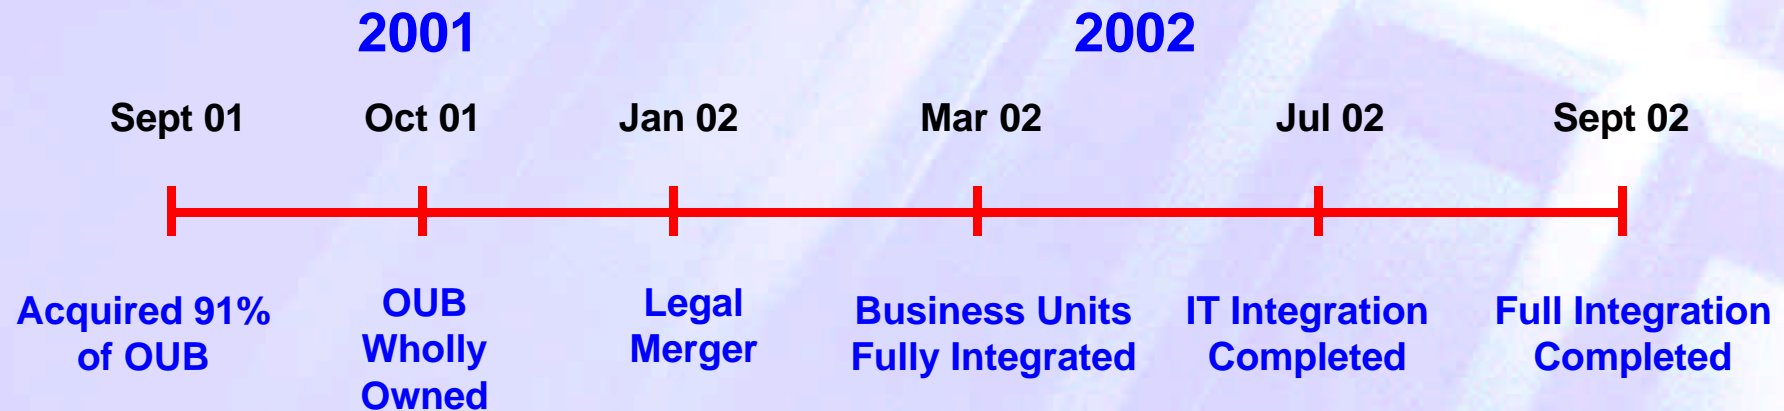 2001 2002
Sept 01 Oct 01 Jan 02 Mar 02 Jul 02 Sept 02
Acquired 91%
of OUB
OUB
Wholly
Owned
Legal
Merger
Business Units
Fully Integrated
IT Integration
Completed
Full Integration
Completed